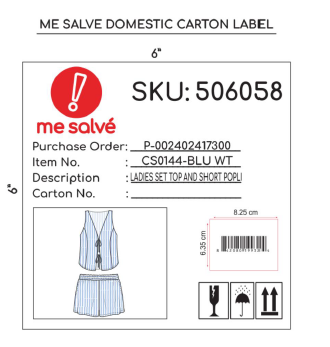 ME SALVE DOMESTIC CARTON LABEL
6"
SKU: 506058
me salvé
Purchase Order: P-002402417300
Item No. : CS0144-BLU WT
Description : LADIES SET TOP AND SHORT POPLI
Carton No. :
6"
8.25 cm
6.35 cm